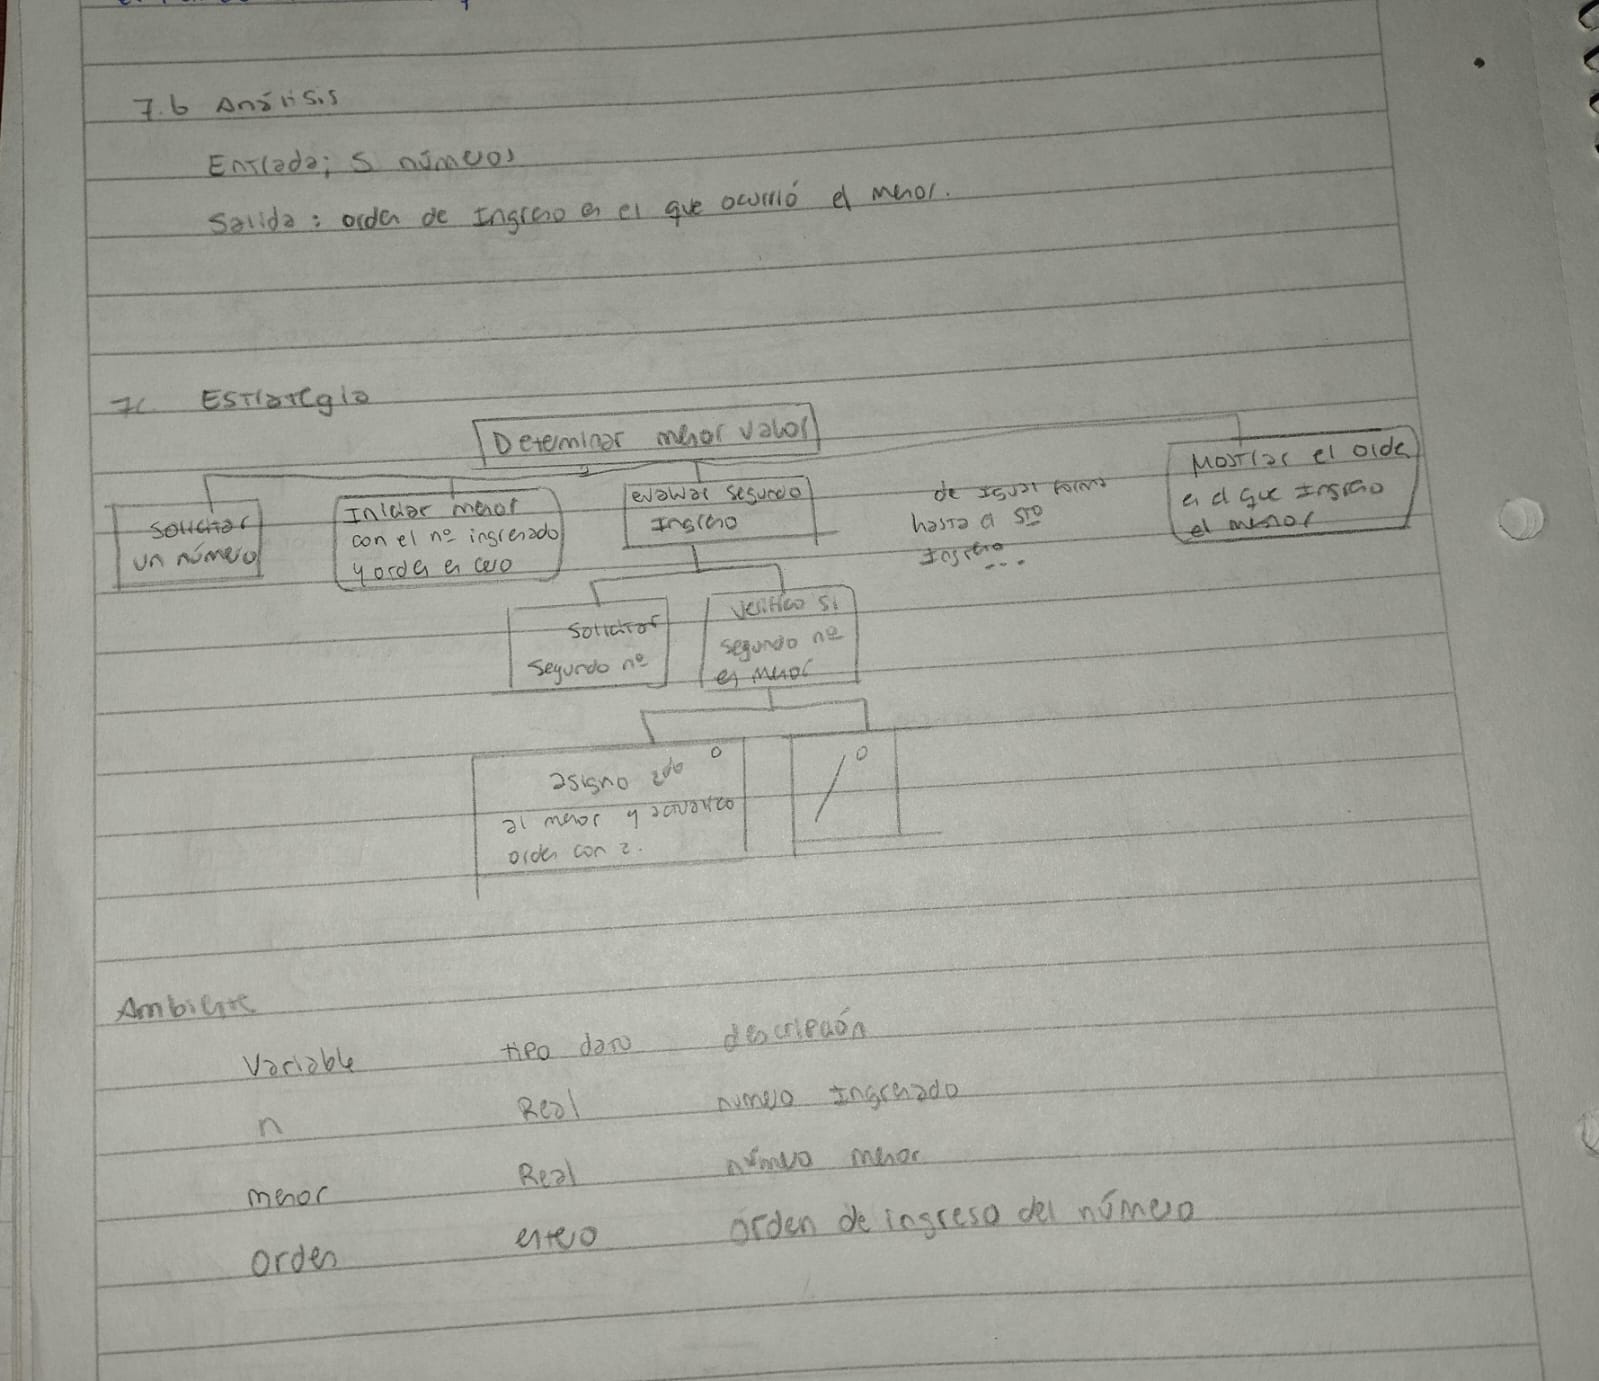 7.b Análisis
Entrada; 5 números
Salida: orden de Ingreso en el que ocurrió el menor.
7c. Estrategia
Determinar menor valor
Solicitar
un número
Iniciar menor
con el nº ingresado
y orden en cero
evaluar segundo
Ingreso
de Igual forma
hasta el 5to
Ingreso...
Mostrar el orden
en el que Ingreso
el menor
Solicitar
segundo nº
Verifico si
segundo nº
es menor
asigno 2do o
al menor y actualizo
orden con 2.
/ o
Ambiente
Variable tipo dato descripción
n Real numero Ingresado
menor Real número menor
orden entero orden de ingreso del número